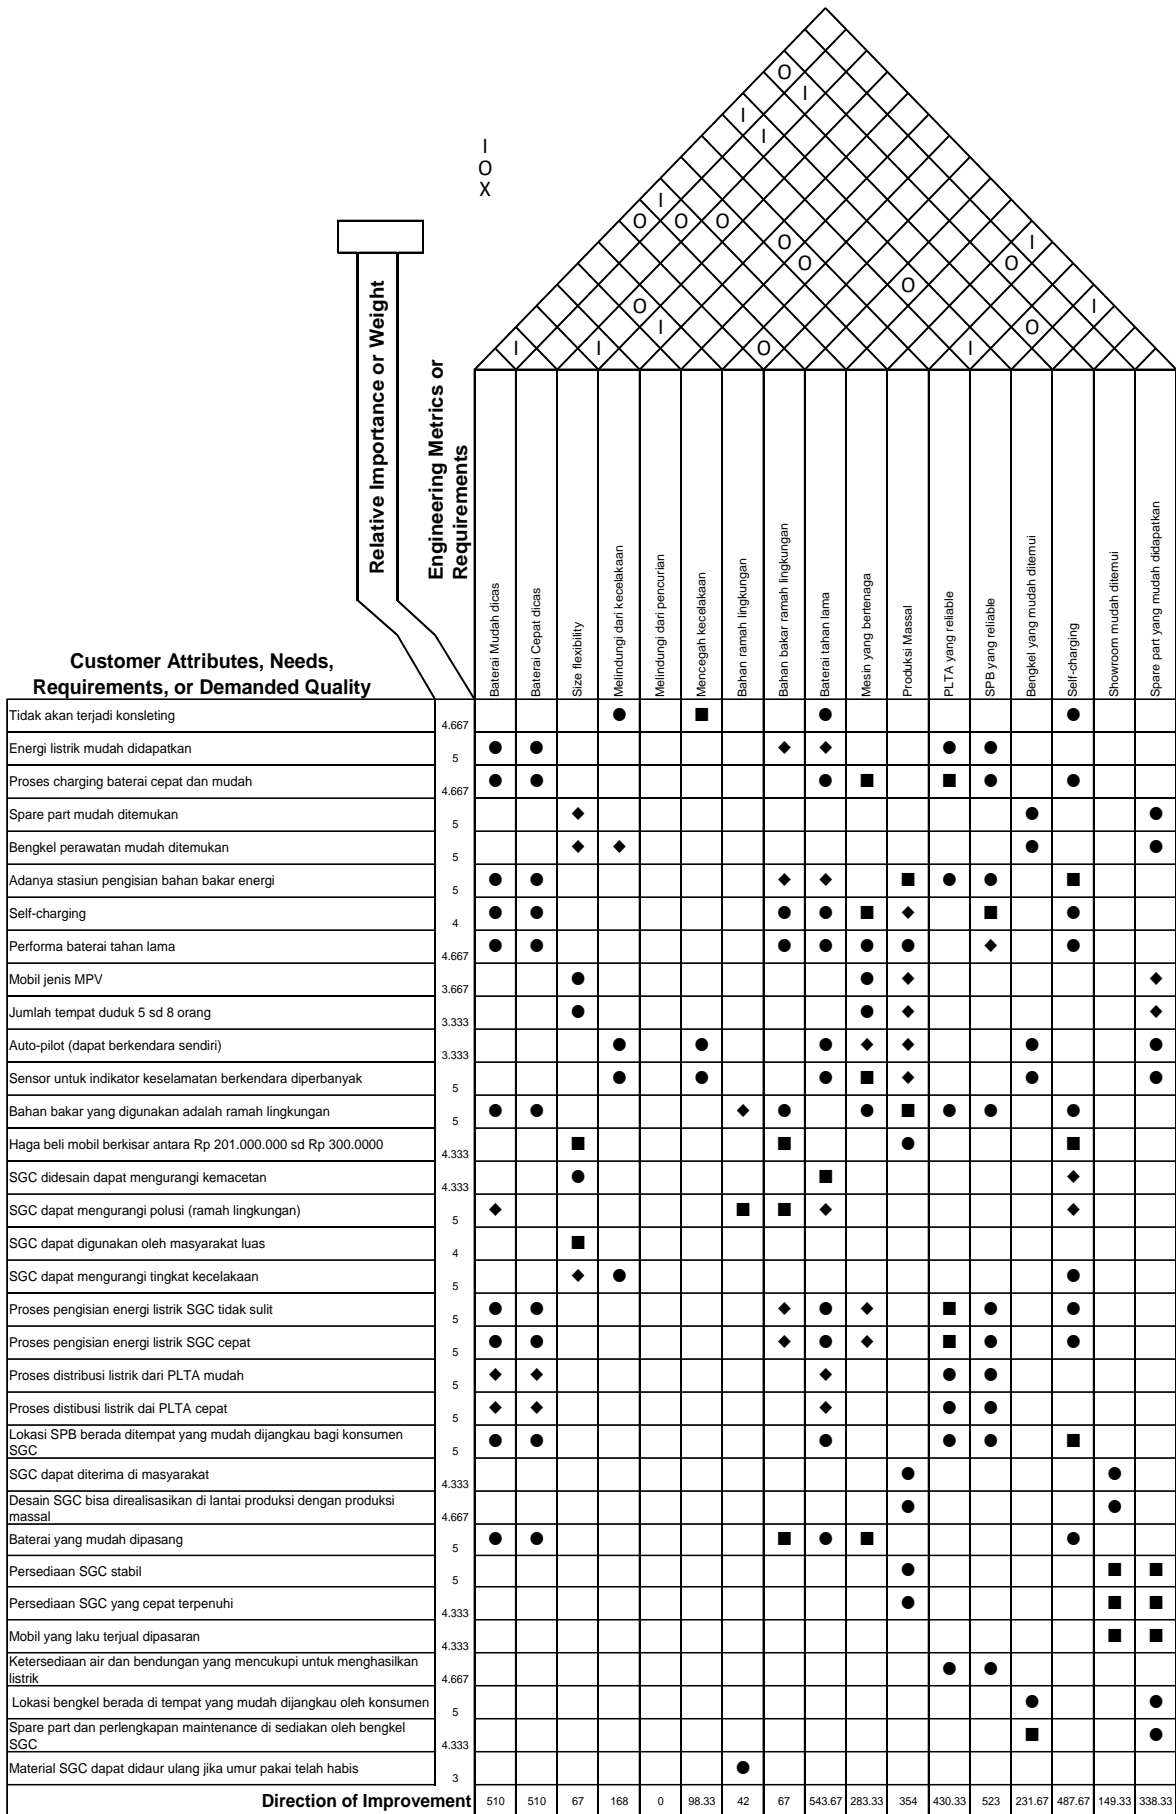 O
I
I
I
I
O
X
I
O O O
O I
O O
O
O I
I O
I I O I
Relative Importance or Weight
Engineering Metrics or
Requirements
Baterai Mudah dicas
Baterai Cepat dicas
Size flexibility
Melindungi dari kecelakaan
Melindungi dari pencurian
Mencegah kecelakaan
Bahan ramah lingkungan
Bahan bakar ramah lingkungan
Baterai tahan lama
Mesin yang bertenaga
Produksi Massal
PLTA yang reliable
SPB yang reliable
Bengkel yang mudah ditemui
Self-charging
Showroom mudah ditemui
Spare part yang mudah didapatkan
Customer Attributes, Needs,
Requirements, or Demanded Quality
Tidak akan terjadi konsleting 4.667 ● ■ ● ●
Energi listrik mudah didapatkan 5 ● ● ◆ ◆ ● ●
Proses charging baterai cepat dan mudah 4.667 ● ● ● ■ ■ ● ●
Spare part mudah ditemukan 5 ◆ ● ●
Bengkel perawatan mudah ditemukan 5 ◆ ◆ ● ●
Adanya stasiun pengisian bahan bakar energi 5 ● ● ◆ ◆ ■ ● ● ■
Self-charging 4 ● ● ● ● ■ ◆ ■ ●
Performa baterai tahan lama 4.667 ● ● ● ● ● ● ◆ ●
Mobil jenis MPV 3.667 ● ● ◆ ◆
Jumlah tempat duduk 5 sd 8 orang 3.333 ● ● ◆ ◆
Auto-pilot (dapat berkendara sendiri) 3.333 ● ● ● ◆ ◆ ● ●
Sensor untuk indikator keselamatan berkendara diperbanyak 5 ● ● ● ■ ◆ ● ●
Bahan bakar yang digunakan adalah ramah lingkungan 5 ● ● ◆ ● ● ■ ● ● ●
Haga beli mobil berkisar antara Rp 201.000.000 sd Rp 300.0000 4.333 ■ ■ ● ■
SGC didesain dapat mengurangi kemacetan 4.333 ● ■ ◆
SGC dapat mengurangi polusi (ramah lingkungan) 5 ◆ ■ ■ ◆ ◆
SGC dapat digunakan oleh masyarakat luas 4 ■
SGC dapat mengurangi tingkat kecelakaan 5 ◆ ● ●
Proses pengisian energi listrik SGC tidak sulit 5 ● ● ◆ ● ◆ ■ ● ●
Proses pengisian energi listrik SGC cepat 5 ● ● ◆ ● ◆ ■ ● ●
Proses distribusi listrik dari PLTA mudah 5 ◆ ◆ ◆ ● ●
Proses distibusi listrik dai PLTA cepat 5 ◆ ◆ ◆ ● ●
Lokasi SPB berada ditempat yang mudah dijangkau bagi konsumen
SGC 5 ● ● ● ● ● ■
SGC dapat diterima di masyarakat 4.333 ● ●
Desain SGC bisa direalisasikan di lantai produksi dengan produksi
massal 4.667 ● ●
Baterai yang mudah dipasang 5 ● ● ■ ● ■ ●
Persediaan SGC stabil 5 ● ■ ■
Persediaan SGC yang cepat terpenuhi 4.333 ● ■ ■
Mobil yang laku terjual dipasaran 4.333 ■ ■
Ketersediaan air dan bendungan yang mencukupi untuk menghasilkan
listrik 4.667 ● ●
Lokasi bengkel berada di tempat yang mudah dijangkau oleh konsumen 5 ● ●
Spare part dan perlengkapan maintenance di sediakan oleh bengkel
SGC 4.333 ■ ●
Material SGC dapat didaur ulang jika umur pakai telah habis 3 ●
Direction of Improvement 510 510 67 168 0 98.33 42 67 543.67 283.33 354 430.33 523 231.67 487.67 149.33 338.33